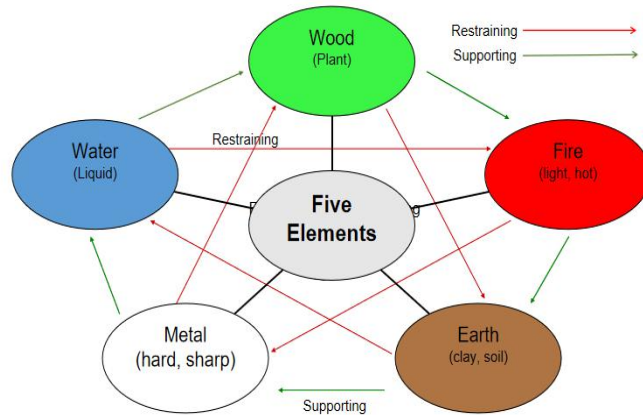 Wood
(Plant)
Restraining
Supporting
Water
(Liquid)
Restraining
Fire
(light, hot)
Five
Elements
Metal
(hard, sharp)
Earth
(clay, soil)
Supporting